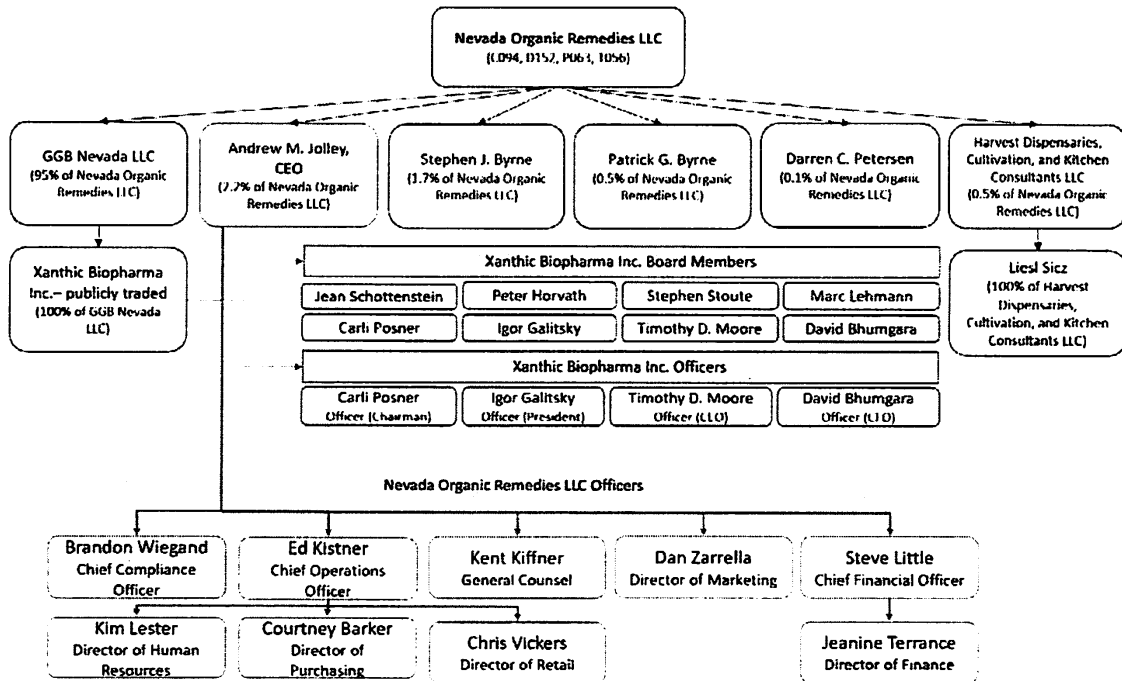 Nevada Organic Remedies LLC
(C094, D152, P063, T056)
GGB Nevada LLC
(95% of Nevada Organic
Remedies LLC)
Andrew M. Jolley,
CEO
(2.2% of Nevada Organic
Remedies LLC)
Stephen J. Byrne
(1.7% of Nevada Organic
Remedies LLC)
Patrick G. Byrne
(0.5% of Nevada Organic
Remedies LLC)
Darren C. Petersen
(0.1% of Nevada Organic
Remedies LLC)
Harvest Dispensaries,
Cultivation, and Kitchen
Consultants LLC
(0.5% of Nevada Organic
Remedies LLC)
Xanthic Biopharma
Inc.– publicly traded
(100% of GGB Nevada
LLC)
Xanthic Biopharma Inc. Board Members
Jean Schottenstein
Peter Horvath
Stephen Stoute
Marc Lehmann
Carli Posner
Igor Galitsky
Timothy D. Moore
David Bhumgara
Xanthic Biopharma Inc. Officers
Carli Posner
Officer (Chairman)
Igor Galitsky
Officer (President)
Timothy D. Moore
Officer (CEO)
David Bhumgara
Officer (CFO)
Liesl Sicz
(100% of Harvest
Dispensaries,
Cultivation, and Kitchen
Consultants LLC)
Nevada Organic Remedies LLC Officers
Brandon Wiegand
Chief Compliance
Officer
Ed Kistner
Chief Operations
Officer
Kent Kiffner
General Counsel
Dan Zarrella
Director of Marketing
Steve Little
Chief Financial Officer
Kim Lester
Director of Human
Resources
Courtney Barker
Director of
Purchasing
Chris Vickers
Director of Retail
Jeanine Terrance
Director of Finance